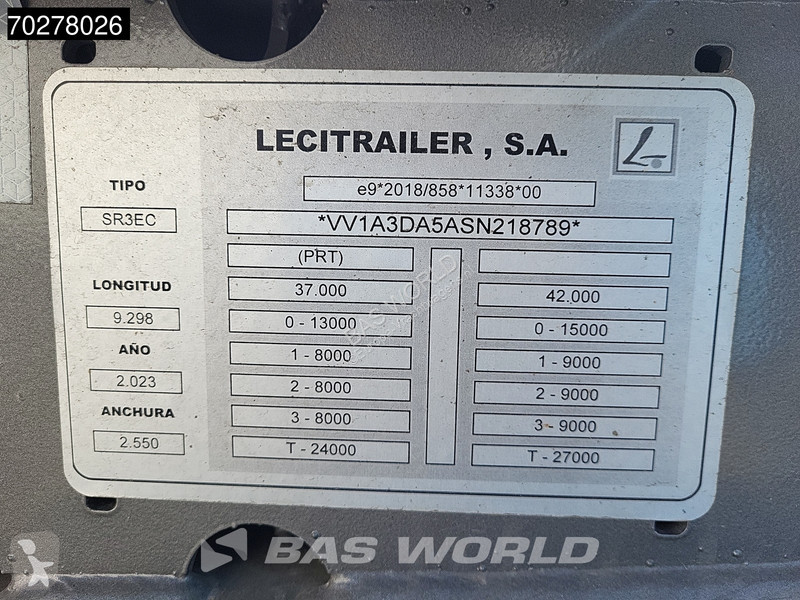 70278026
LECITRAILER , S.A.
TIPO
e9*2018/858*11338*00
SR3EC
*VV1A3DA5ASN218789*
(PRT)
LONGITUD
37.000
42.000
9.298
0 - 13000
0 - 15000
AÑO
1 - 8000
1 - 9000
2.023
2 - 8000
2 - 9000
ANCHURA
3 - 8000
3 - 9000
2.550
T - 24000
T - 27000
BAS WORLD
BAS WORLD